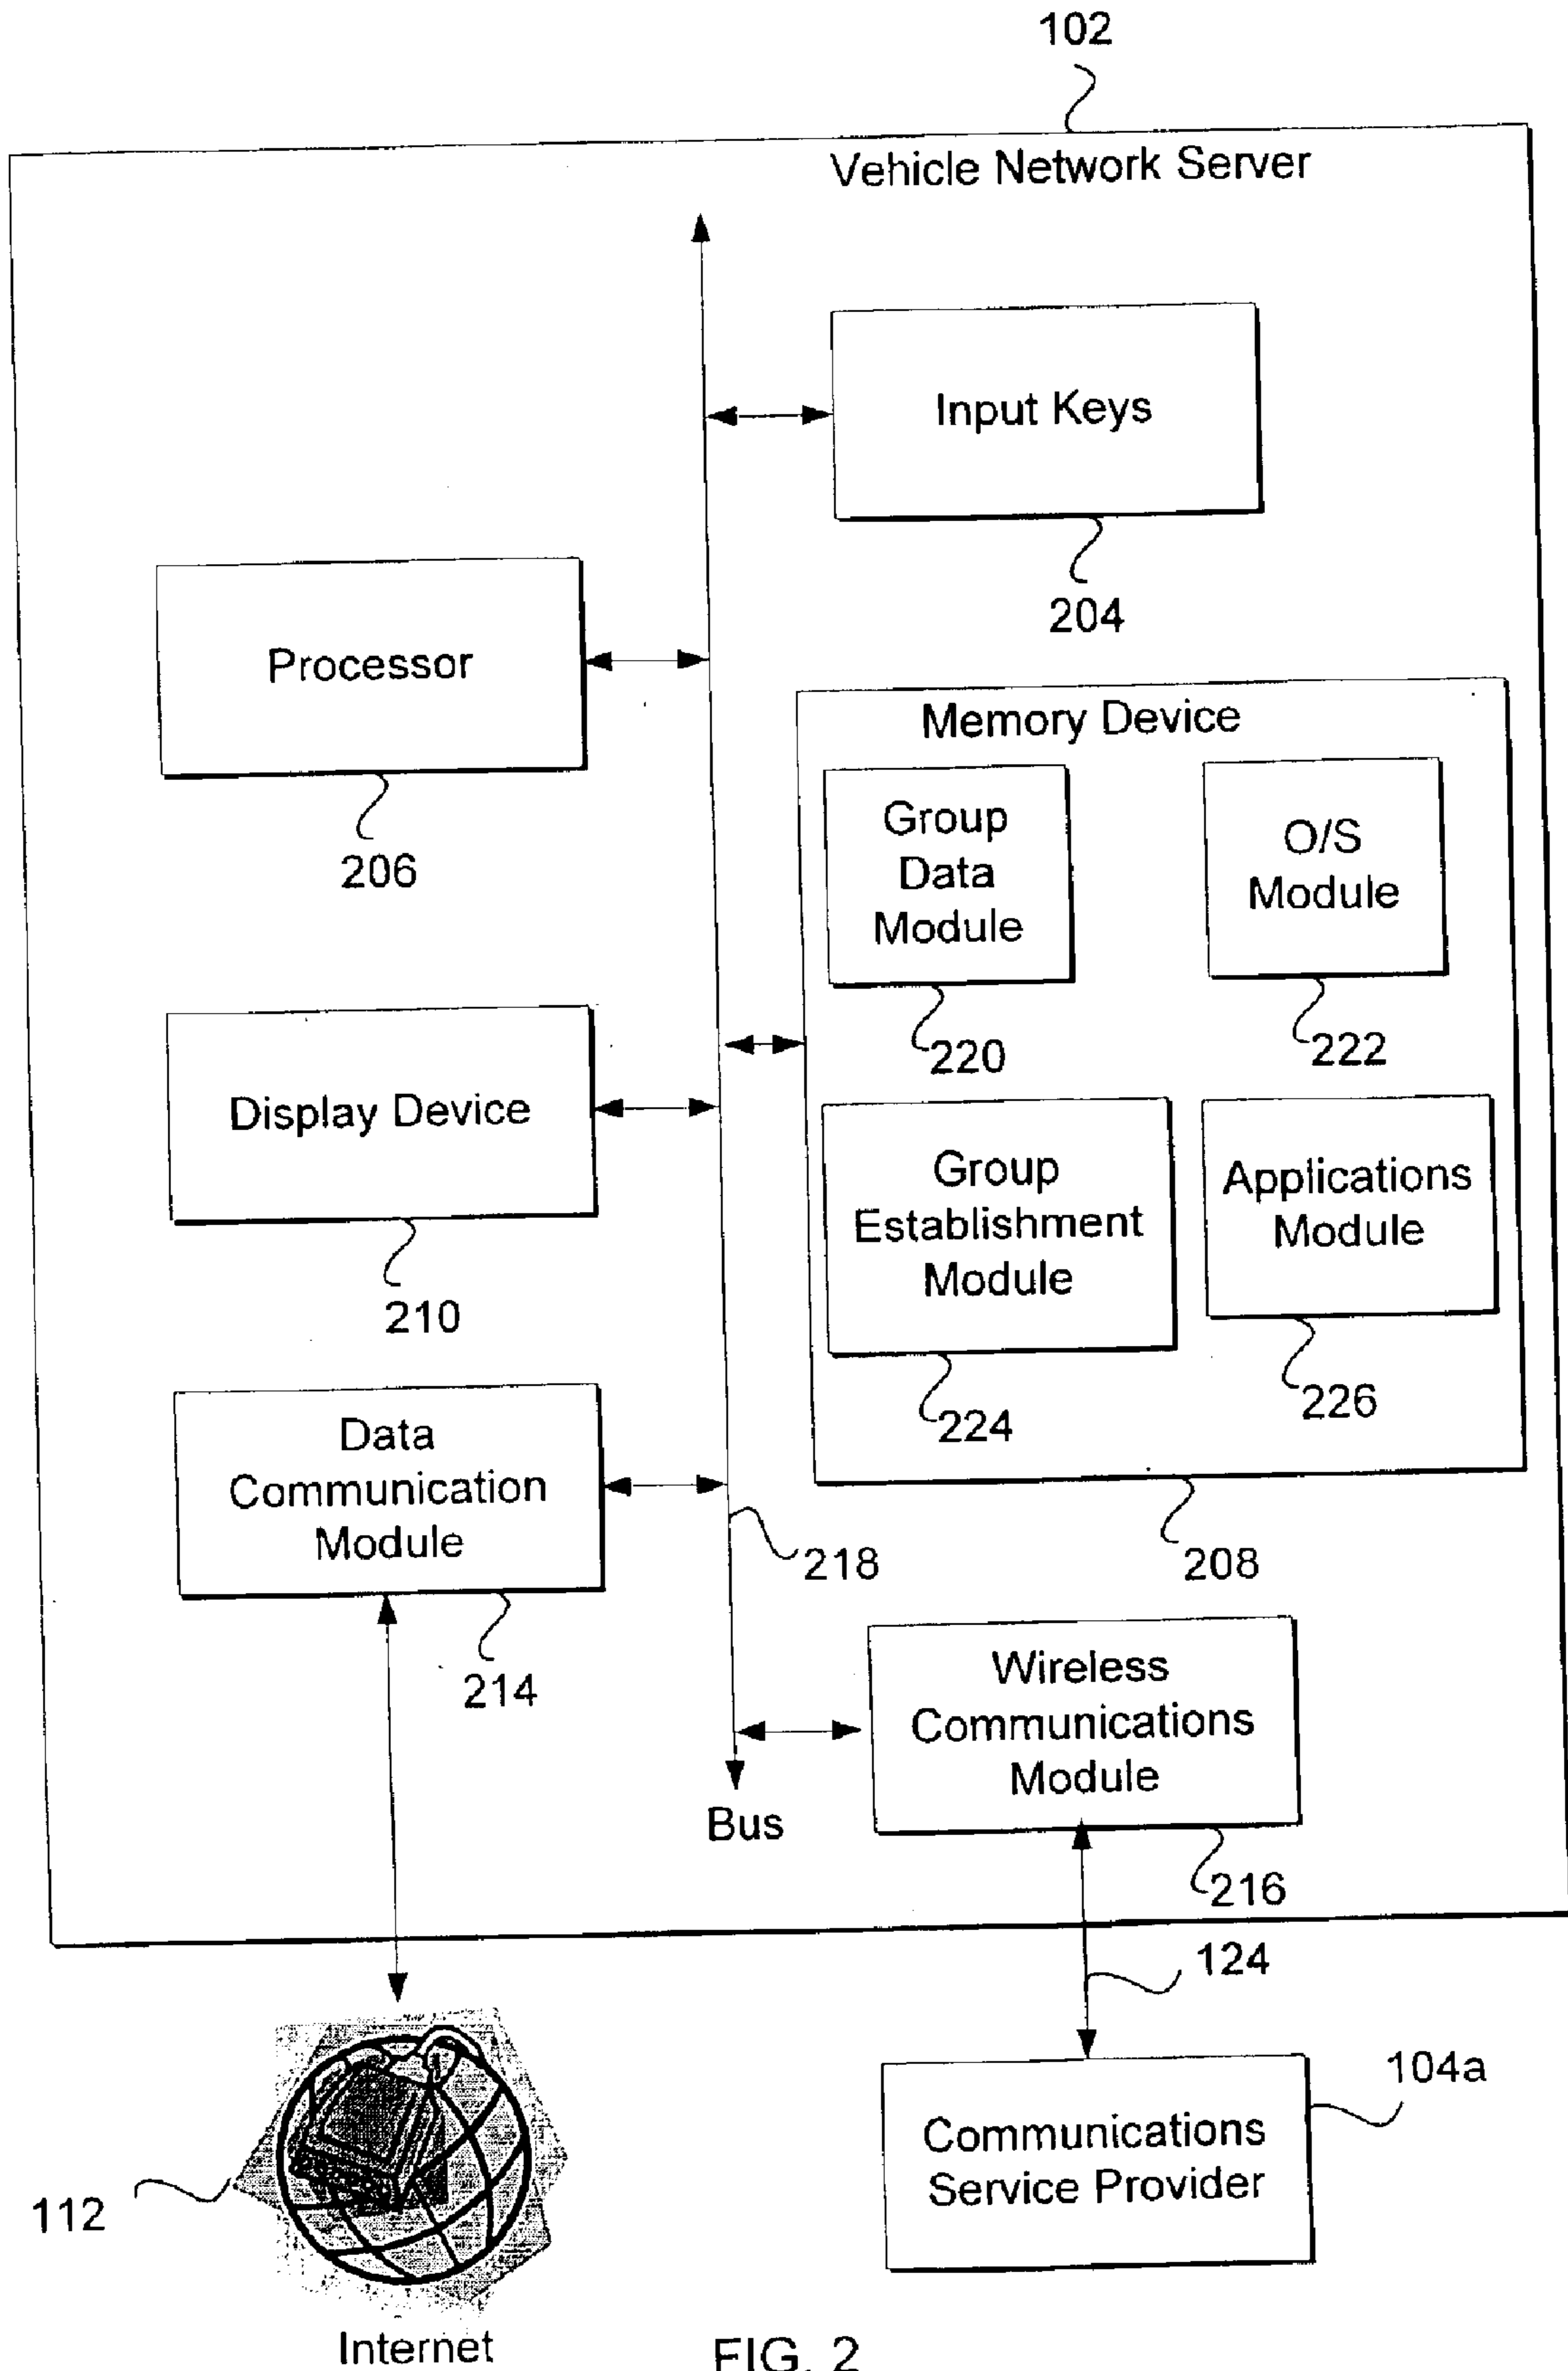 102
Vehicle Network Server
Input Keys
204
Processor
206
Memory Device
Group
Data
Module
220
O/S
Module
222
Display Device
210
Group
Establishment
Module
224
Applications
Module
226
Data
Communication
Module
214
218
208
Wireless
Communications
Module
216
Bus
124
104a
Communications
Service Provider
112
Internet
FIG. 2